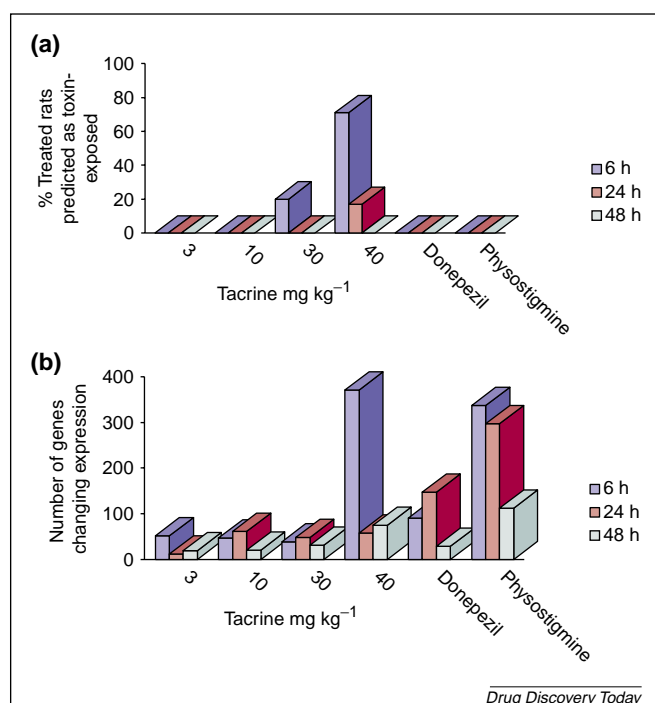 (a)
% Treated rats
predicted as toxin-
exposed
100
80
60
40
20
0
3
10
30
40
Donepezil
Physostigmine
Tacrine mg kg⁻¹
6 h
24 h
48 h
(b)
Number of genes
changing expression
400
300
200
100
0
3
10
30
40
Donepezil
Physostigmine
Tacrine mg kg⁻¹
6 h
24 h
48 h
Drug Discovery Today